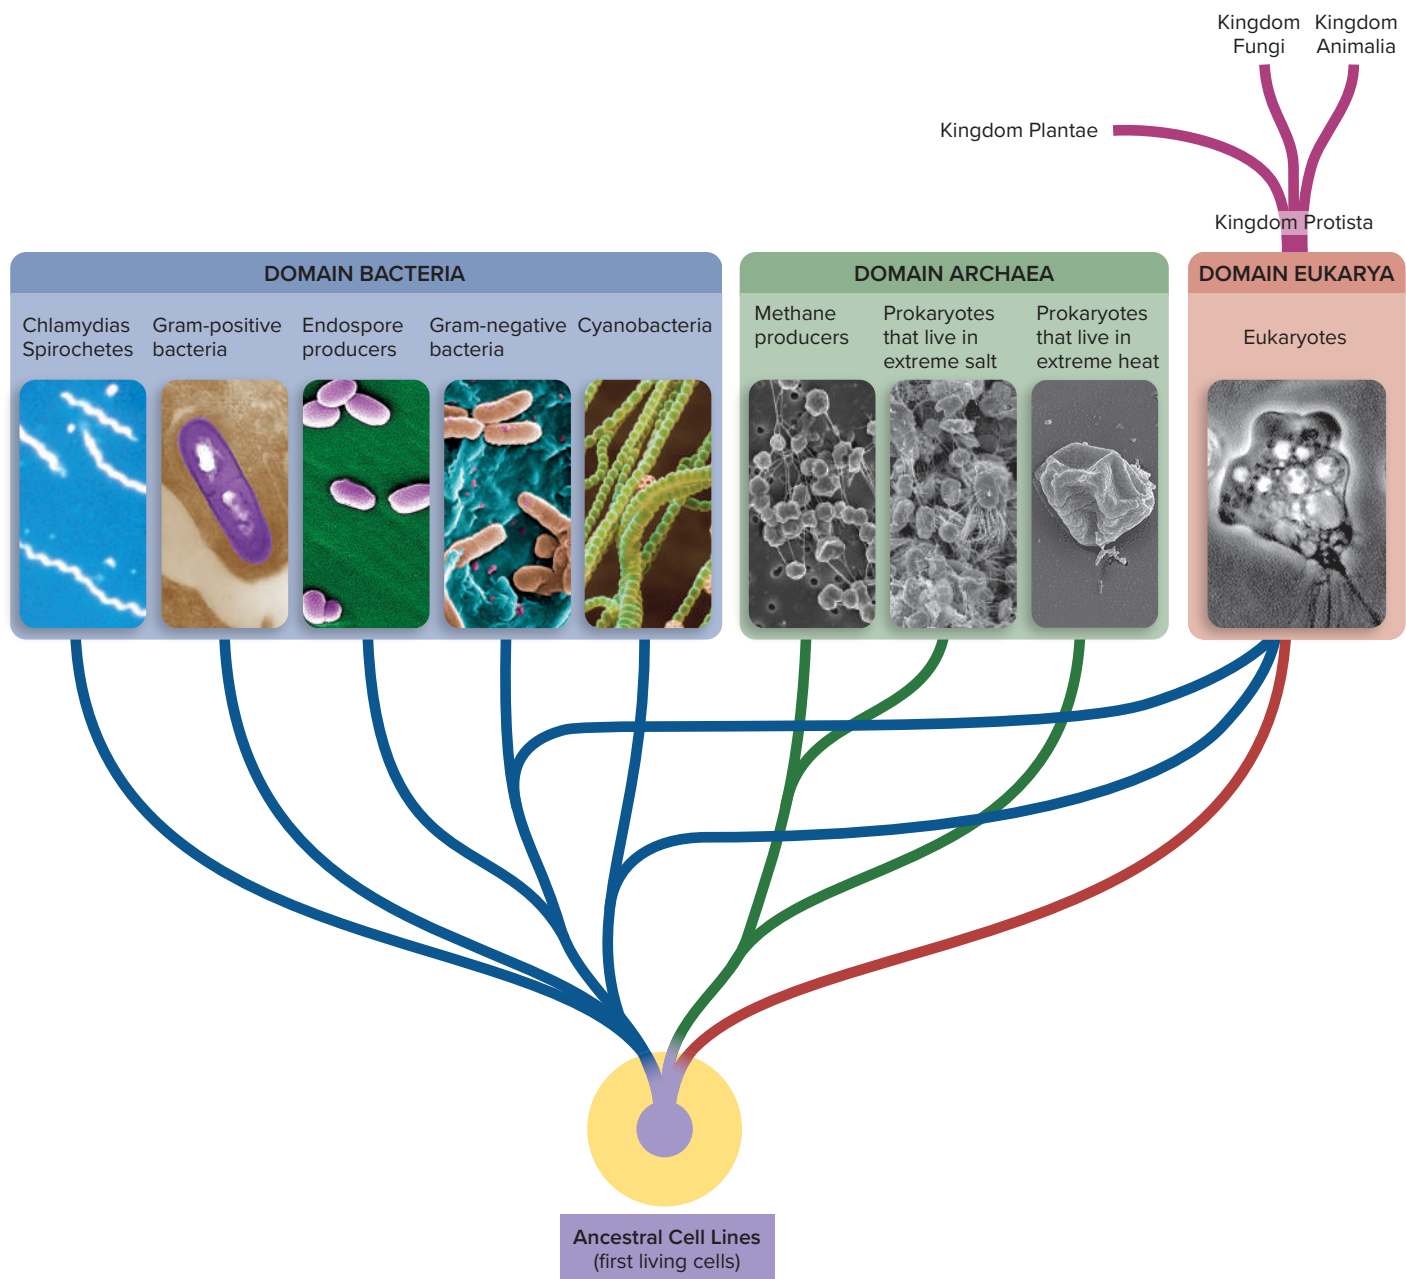 Kingdom
Fungi
Kingdom
Animalia
Kingdom Plantae
Kingdom Protista
DOMAIN BACTERIA
Chlamydias
Spirochetes
Gram-positive
bacteria
Endospore
producers
Gram-negative
bacteria
Cyanobacteria
DOMAIN ARCHAEA
Methane
producers
Prokaryotes
that live in
extreme salt
Prokaryotes
that live in
extreme heat
DOMAIN EUKARYA
Eukaryotes
Ancestral Cell Lines
(first living cells)